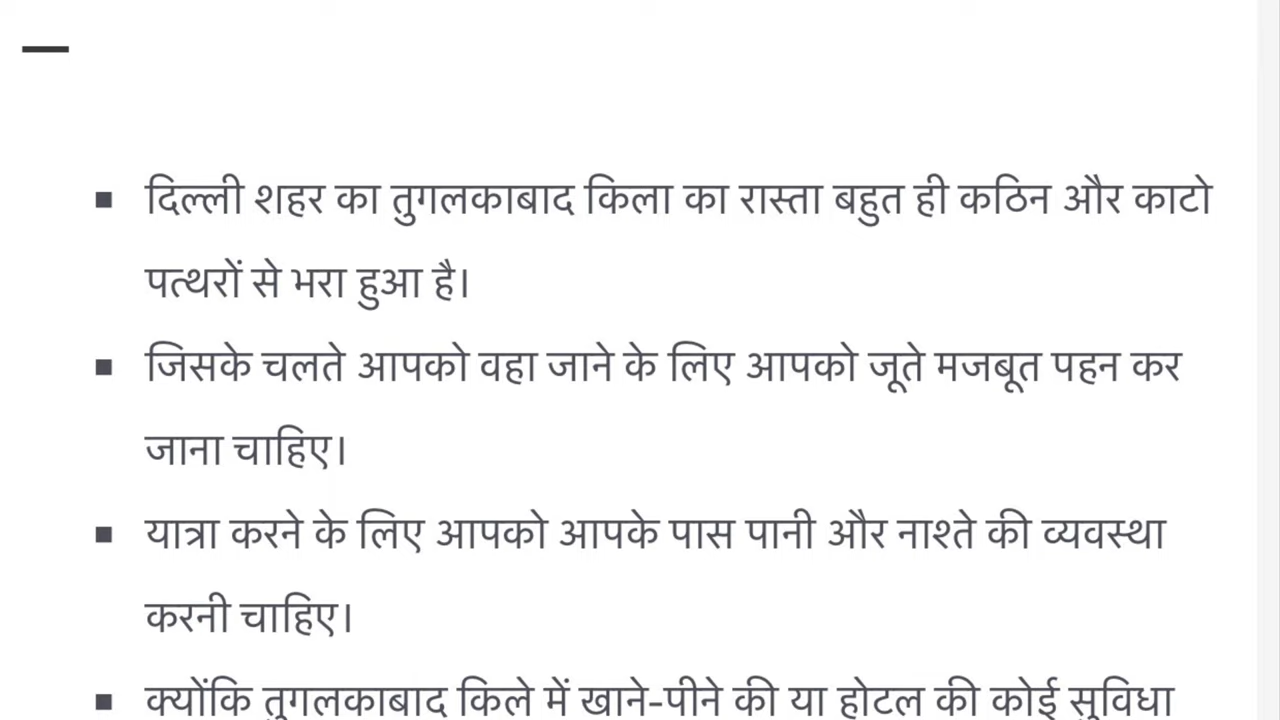 ▪ दिल्ली शहर का तुगलकाबाद किला का रास्ता बहुत ही कठिन और काटो
पत्थरों से भरा हुआ है।
▪ जिसके चलते आपको वहा जाने के लिए आपको जूते मजबूत पहन कर
जाना चाहिए।
▪ यात्रा करने के लिए आपको आपके पास पानी और नाश्ते की व्यवस्था
करनी चाहिए।
▪ क्योंकि तुगलकाबाद किले में खाने-पीने की या होटल की कोई सुविधा